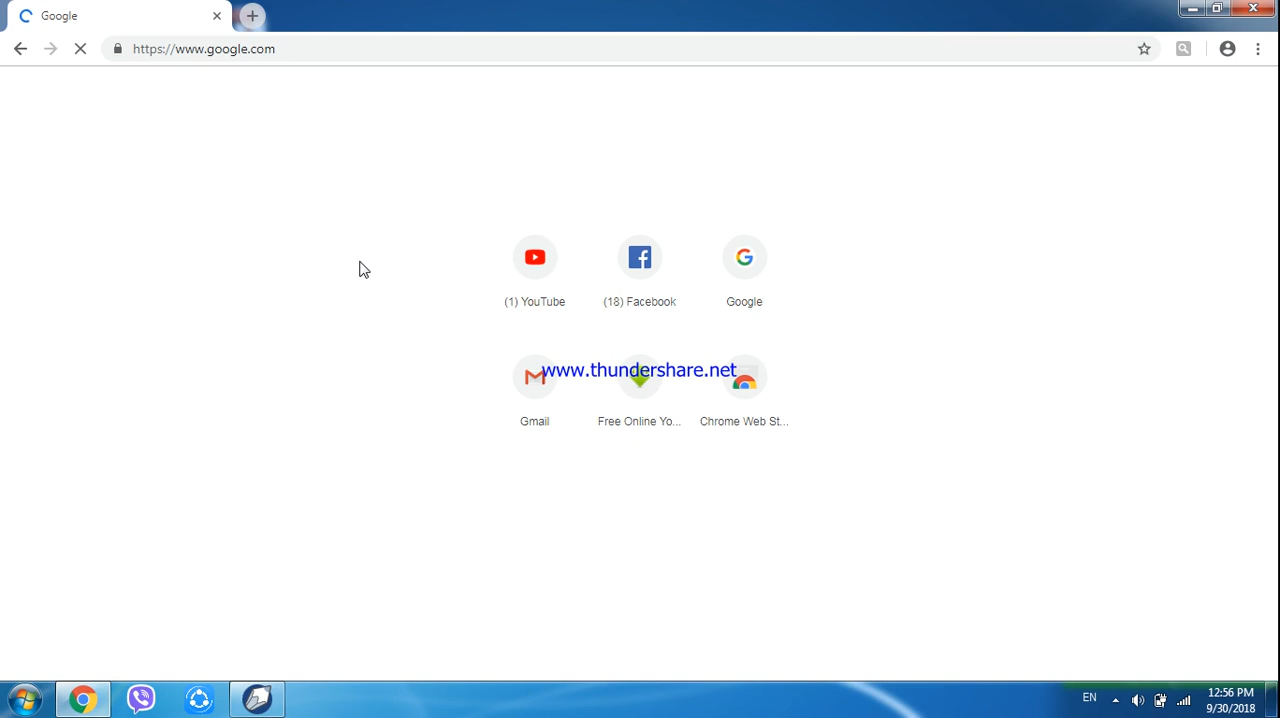 Google
https://www.google.com
(1) YouTube
(18) Facebook
Google
www.thundershare.net
Gmail
Free Online Yo...
Chrome Web St...
EN
12:56 PM
9/30/2018